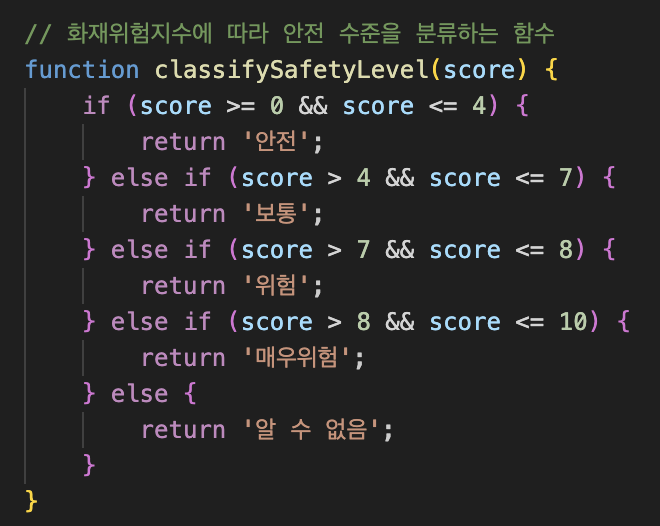 // 화재위험지수에 따라 안전 수준을 분류하는 함수
function classifySafetyLevel(score) {
    if (score >= 0 && score <= 4) {
        return '안전';
    } else if (score > 4 && score <= 7) {
        return '보통';
    } else if (score > 7 && score <= 8) {
        return '위험';
    } else if (score > 8 && score <= 10) {
        return '매우위험';
    } else {
        return '알 수 없음';
    }
}